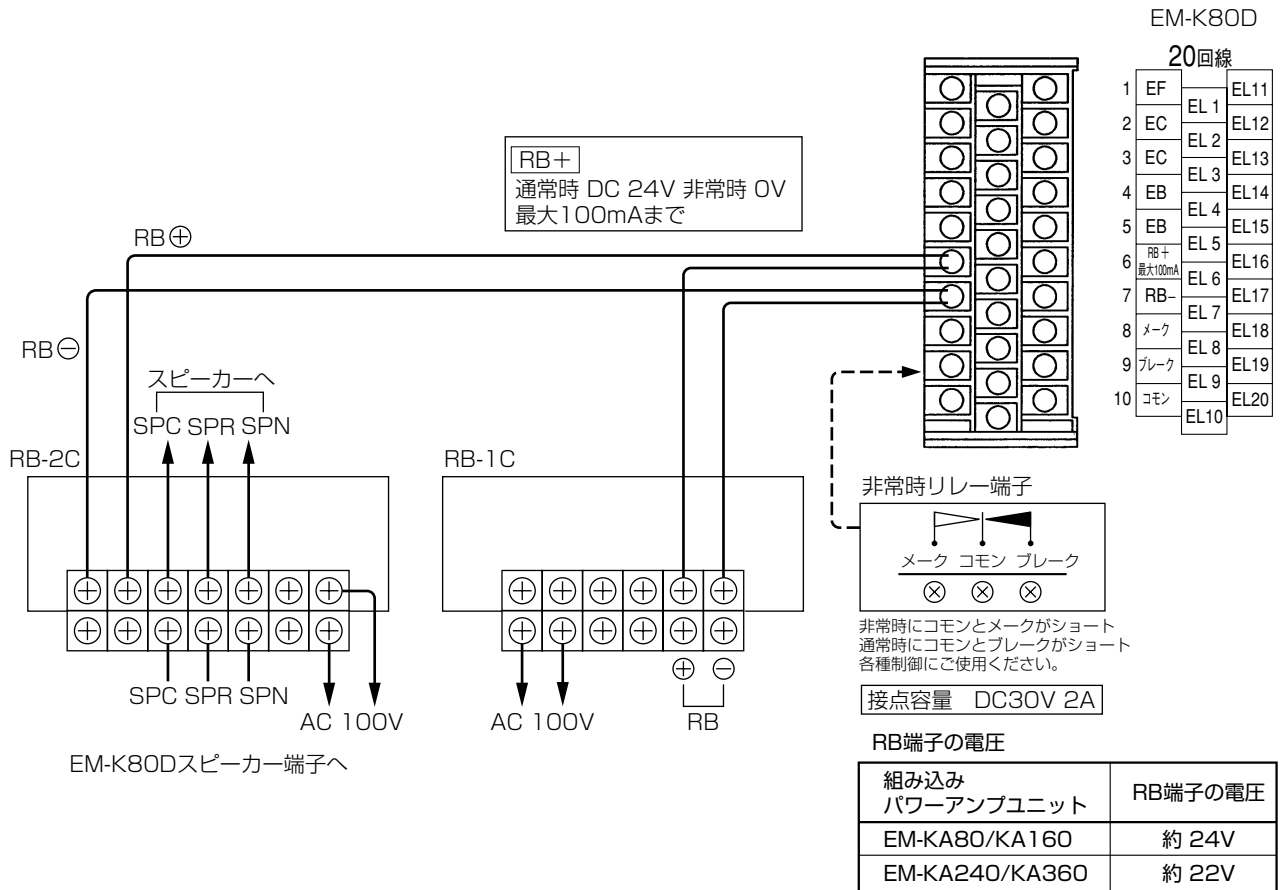 EM-K80D
20回線
1 EF EL 1 EL11
2 EC EL 2 EL12
3 EC EL 3 EL13
4 EB EL 4 EL14
5 EB EL 5 EL15
6 RB+ 最大100mA EL 6 EL16
7 RB- EL 7 EL17
8 メーク EL 8 EL18
9 ブレーク EL 9 EL19
10 コモン EL10 EL20
RB+
通常時 DC 24V 非常時 0V
最大100mAまで
RB⊕
RB⊖
スピーカーへ
SPC SPR SPN
RB-2C
RB-1C
SPC SPR SPN
AC 100V
AC 100V
⊕ ⊖
RB
EM-K80Dスピーカー端子へ
非常時リレー端子
メーク コモン ブレーク
非常時にコモンとメークがショート
通常時にコモンとブレークがショート
各種制御にご使用ください。
接点容量 DC30V 2A
RB端子の電圧
組み込み
パワーアンプユニット
RB端子の電圧
EM-KA80/KA160 約 24V
EM-KA240/KA360 約 22V